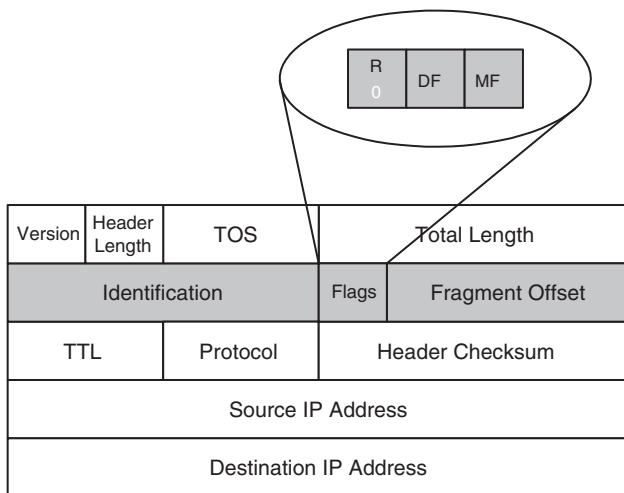 R DF MF
0
Version Header Length TOS Total Length
Identification Flags Fragment Offset
TTL Protocol Header Checksum
Source IP Address
Destination IP Address